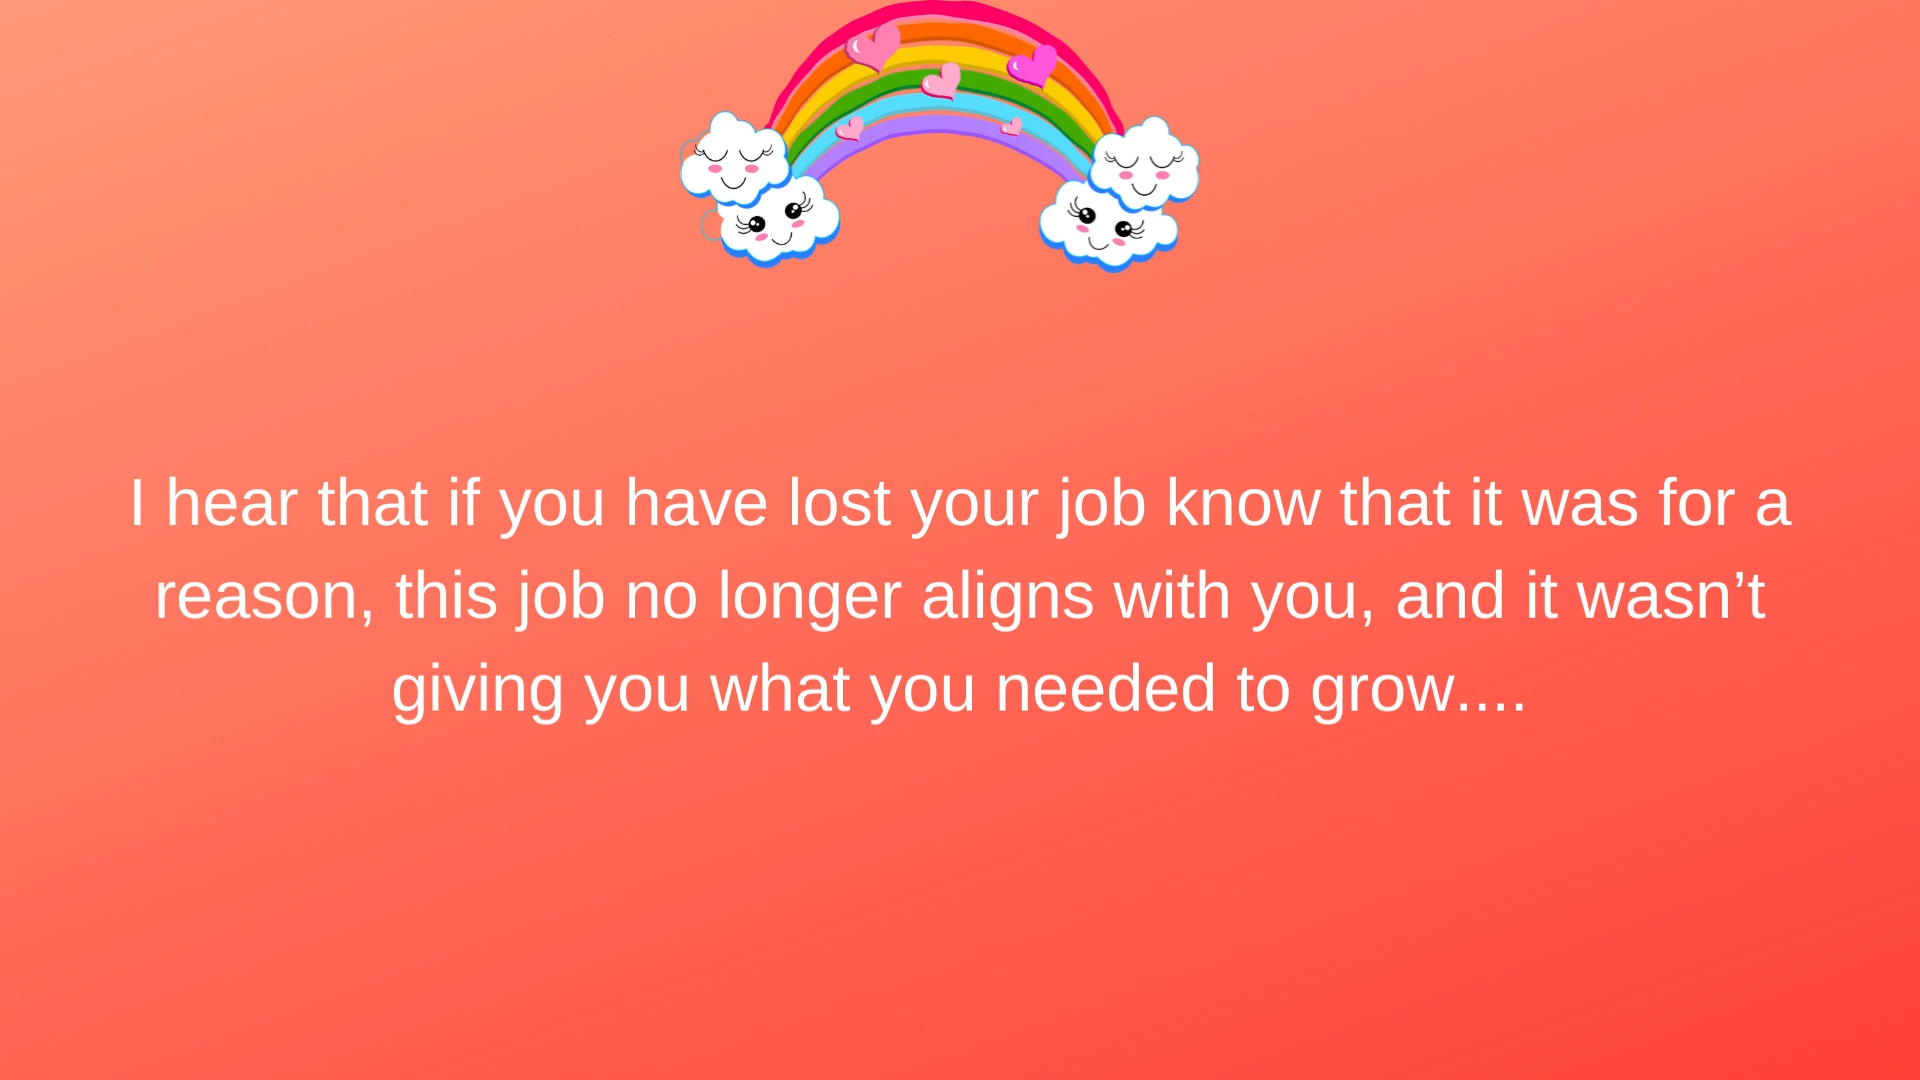 I hear that if you have lost your job know that it was for a
reason, this job no longer aligns with you, and it wasn’t
giving you what you needed to grow....